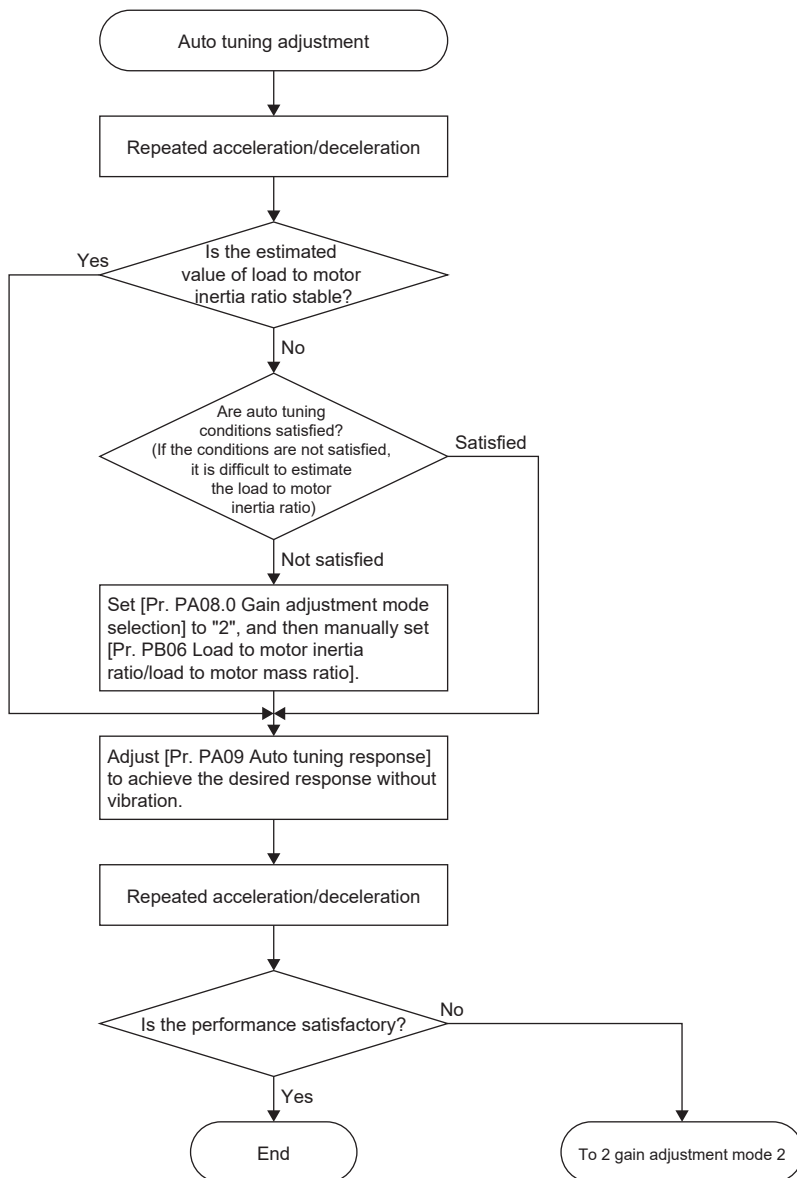 Auto tuning adjustment
Repeated acceleration/deceleration
Is the estimated
value of load to motor
inertia ratio stable?
Yes
No
Are auto tuning
conditions satisfied?
(If the conditions are not satisfied,
it is difficult to estimate
the load to motor
inertia ratio)
Satisfied
Not satisfied
Set [Pr. PA08.0 Gain adjustment mode
selection] to "2", and then manually set
[Pr. PB06 Load to motor inertia
ratio/load to motor mass ratio].
Adjust [Pr. PA09 Auto tuning response]
to achieve the desired response without
vibration.
Repeated acceleration/deceleration
Is the performance satisfactory?
No
Yes
End
To 2 gain adjustment mode 2